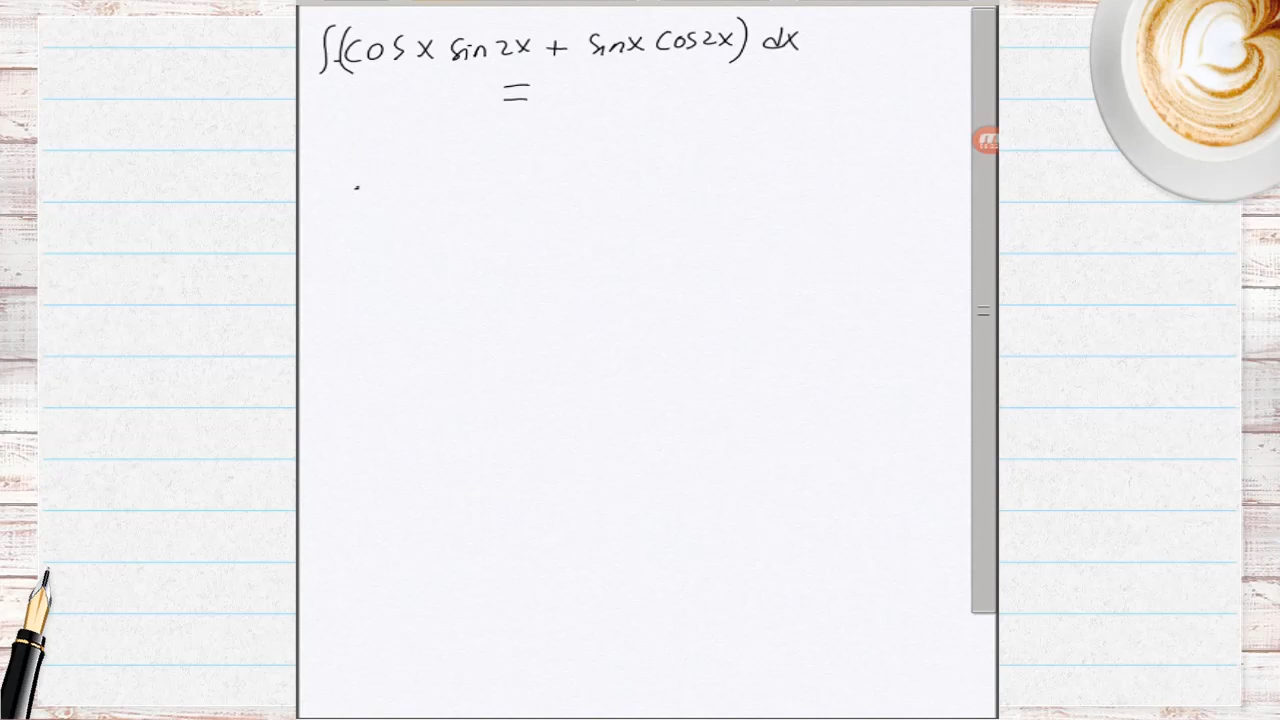 ∫(cos x sin 2x + sin x cos 2x) dx
=